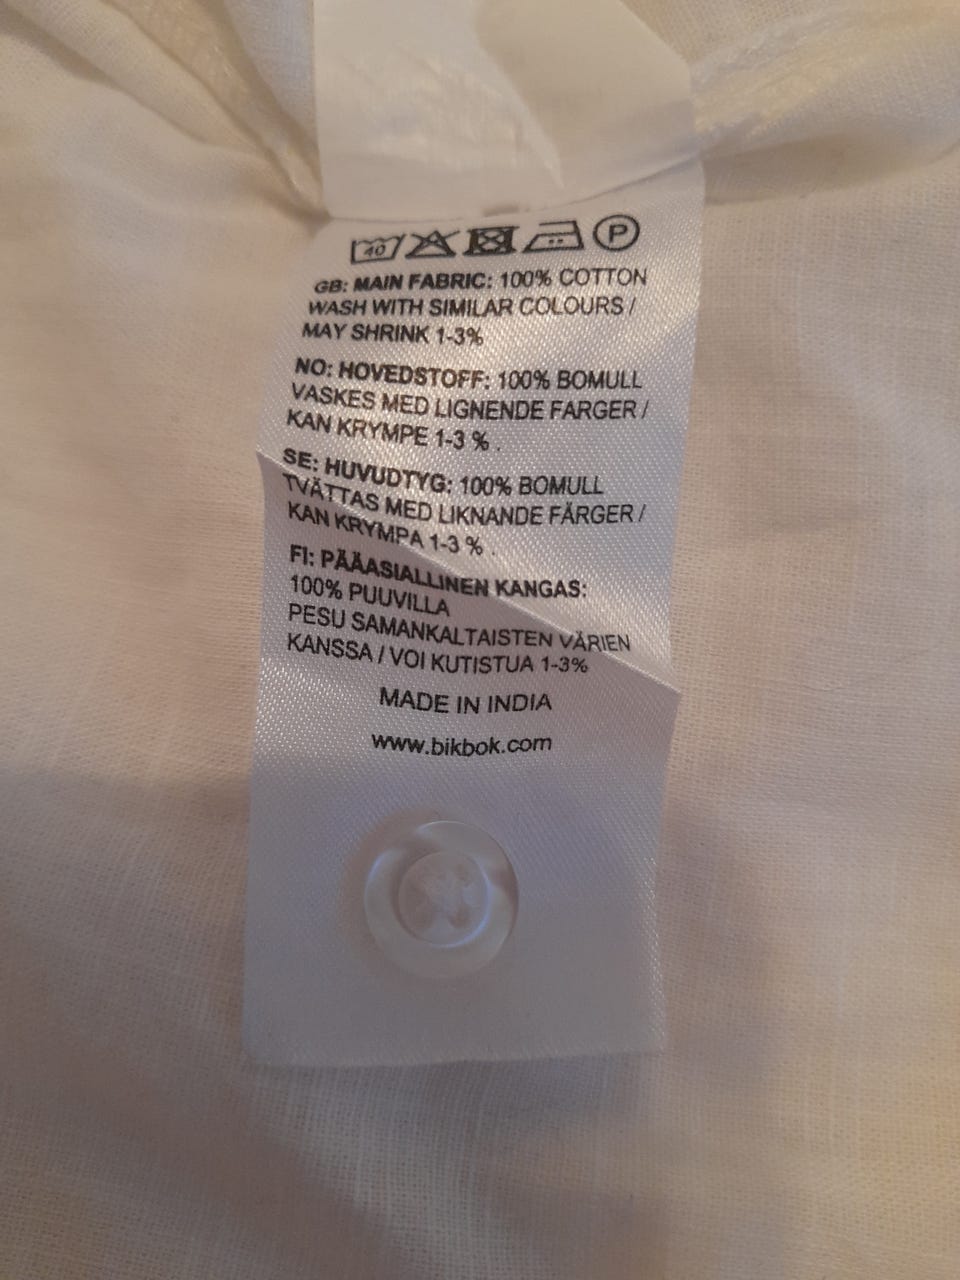 40 P
GB: MAIN FABRIC: 100% COTTON
WASH WITH SIMILAR COLOURS /
MAY SHRINK 1-3%
NO: HOVEDSTOFF: 100% BOMULL
VASKES MED LIGNENDE FARGER /
KAN KRYMPE 1-3 % .
SE: HUVUDTYG: 100% BOMULL
TVÄTTAS MED LIKNANDE FÄRGER /
KAN KRYMPA 1-3 % .
FI: PÄÄASIALLINEN KANGAS:
100% PUUVILLA
PESU SAMANKALTAISTEN VÄRIEN
KANSSA / VOI KUTISTUA 1-3%
MADE IN INDIA
www.bikbok.com